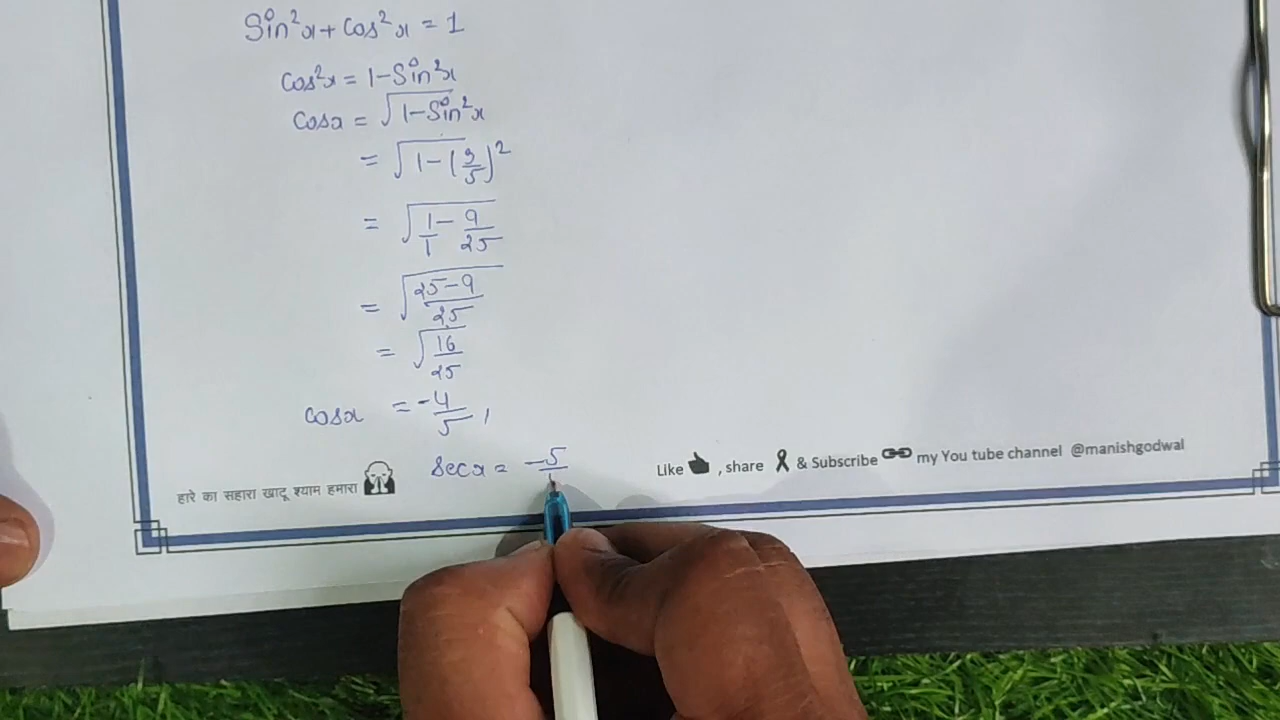 Sin²x + Cos²x = 1
Cos²x = 1 - Sin²x
Cosx = √1 - Sin²x
= √1 - (3/5)²
= √1/1 - 9/25
= √25-9/25
= √16/25
Cosx = -4/5,
Secx = -5/
हारे का सहारा खाटू श्याम हमारा
Like , share & Subscribe my You tube channel @manishgodwal